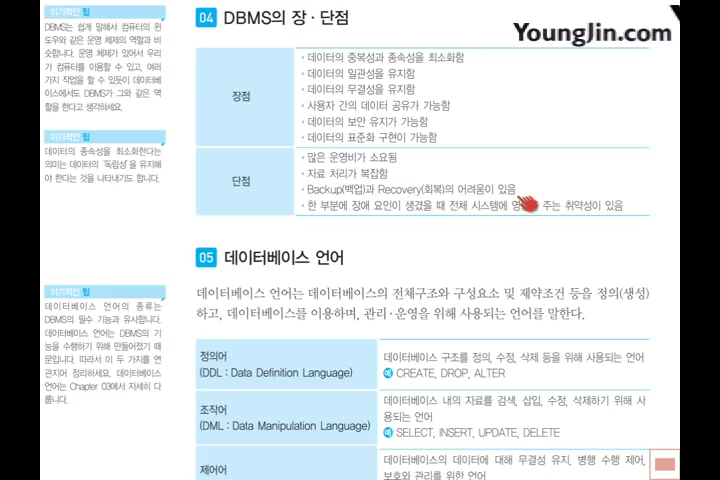 이기적인 팁
DBMS는 쉽게 말해서 컴퓨터의 윈
도우와 같은 운영 체제의 역할과 비
슷합니다. 운영 체제가 있어서 우리
가 컴퓨터를 이용할 수 있고, 여러
가지 작업을 할 수 있듯이 데이터베
이스에서도 DBMS가 그와 같은 역
할을 한다고 생각하세요.
이기적인 팁
데이터의 종속성을 최소화한다는
의미는 데이터의 '독립성'을 유지해
야 한다는 것을 나타내기도 합니다.
04 DBMS의 장·단점
YoungJin.com
장점
• 데이터의 중복성과 종속성을 최소화함
• 데이터의 일관성을 유지함
• 데이터의 무결성을 유지함
• 사용자 간의 데이터 공유가 가능함
• 데이터의 보안 유지가 가능함
• 데이터의 표준화 구현이 가능함
단점
• 많은 운영비가 소요됨
• 자료 처리가 복잡함
• Backup(백업)과 Recovery(회복)의 어려움이 있음
• 한 부분에 장애 요인이 생겼을 때 전체 시스템에 주는 취약성이 있음
05 데이터베이스 언어
이기적인 팁
데이터베이스 언어의 종류는
DBMS의 필수 기능과 유사합니다.
데이터베이스 언어는 DBMS의 기
능을 수행하기 위해 만들어졌기 때
문입니다. 따라서 이 두 가지를 연
관지어 정리하세요. 데이터베이스
언어는 Chapter 03에서 자세히 다
룹니다.
데이터베이스 언어는 데이터베이스의 전체구조와 구성요소 및 제약조건 등을 정의(생성)
하고, 데이터베이스를 이용하며, 관리·운영을 위해 사용되는 언어를 말한다.
정의어
(DDL : Data Definition Language)
데이터베이스 구조를 정의, 수정, 삭제 등을 위해 사용되는 언어
예 CREATE, DROP, ALTER
조작어
(DML : Data Manipulation Language)
데이터베이스 내의 자료를 검색, 삽입, 수정, 삭제하기 위해 사
용되는 언어
예 SELECT, INSERT, UPDATE, DELETE
제어어
데이터베이스의 데이터에 대해 무결성 유지, 병행 수행 제어,
보호와 관리를 위한 언어